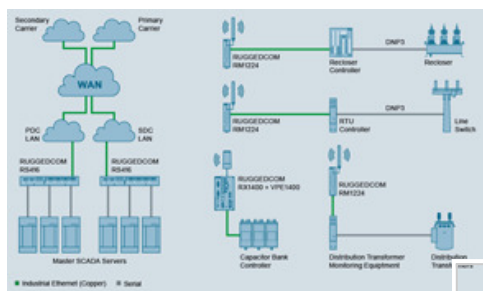 Secondary
Carrier
Primary
Carrier
WAN
PDC
LAN
SDC
LAN
RUGGEDCOM
RS416
RUGGEDCOM
RS416
Master SCADA Servers
RUGGEDCOM
RM1224
Recloser
Controller
DNP3
Recloser
RUGGEDCOM
RM1224
RTU
Controller
DNP3
Line
Switch
RUGGEDCOM
RX1400 + VPE1400
Capacitor Bank
Controller
RUGGEDCOM
RM1224
Distribution Transformer
Monitoring Equiptment
Distribution
Industrial Ethernet (Copper)
Serial